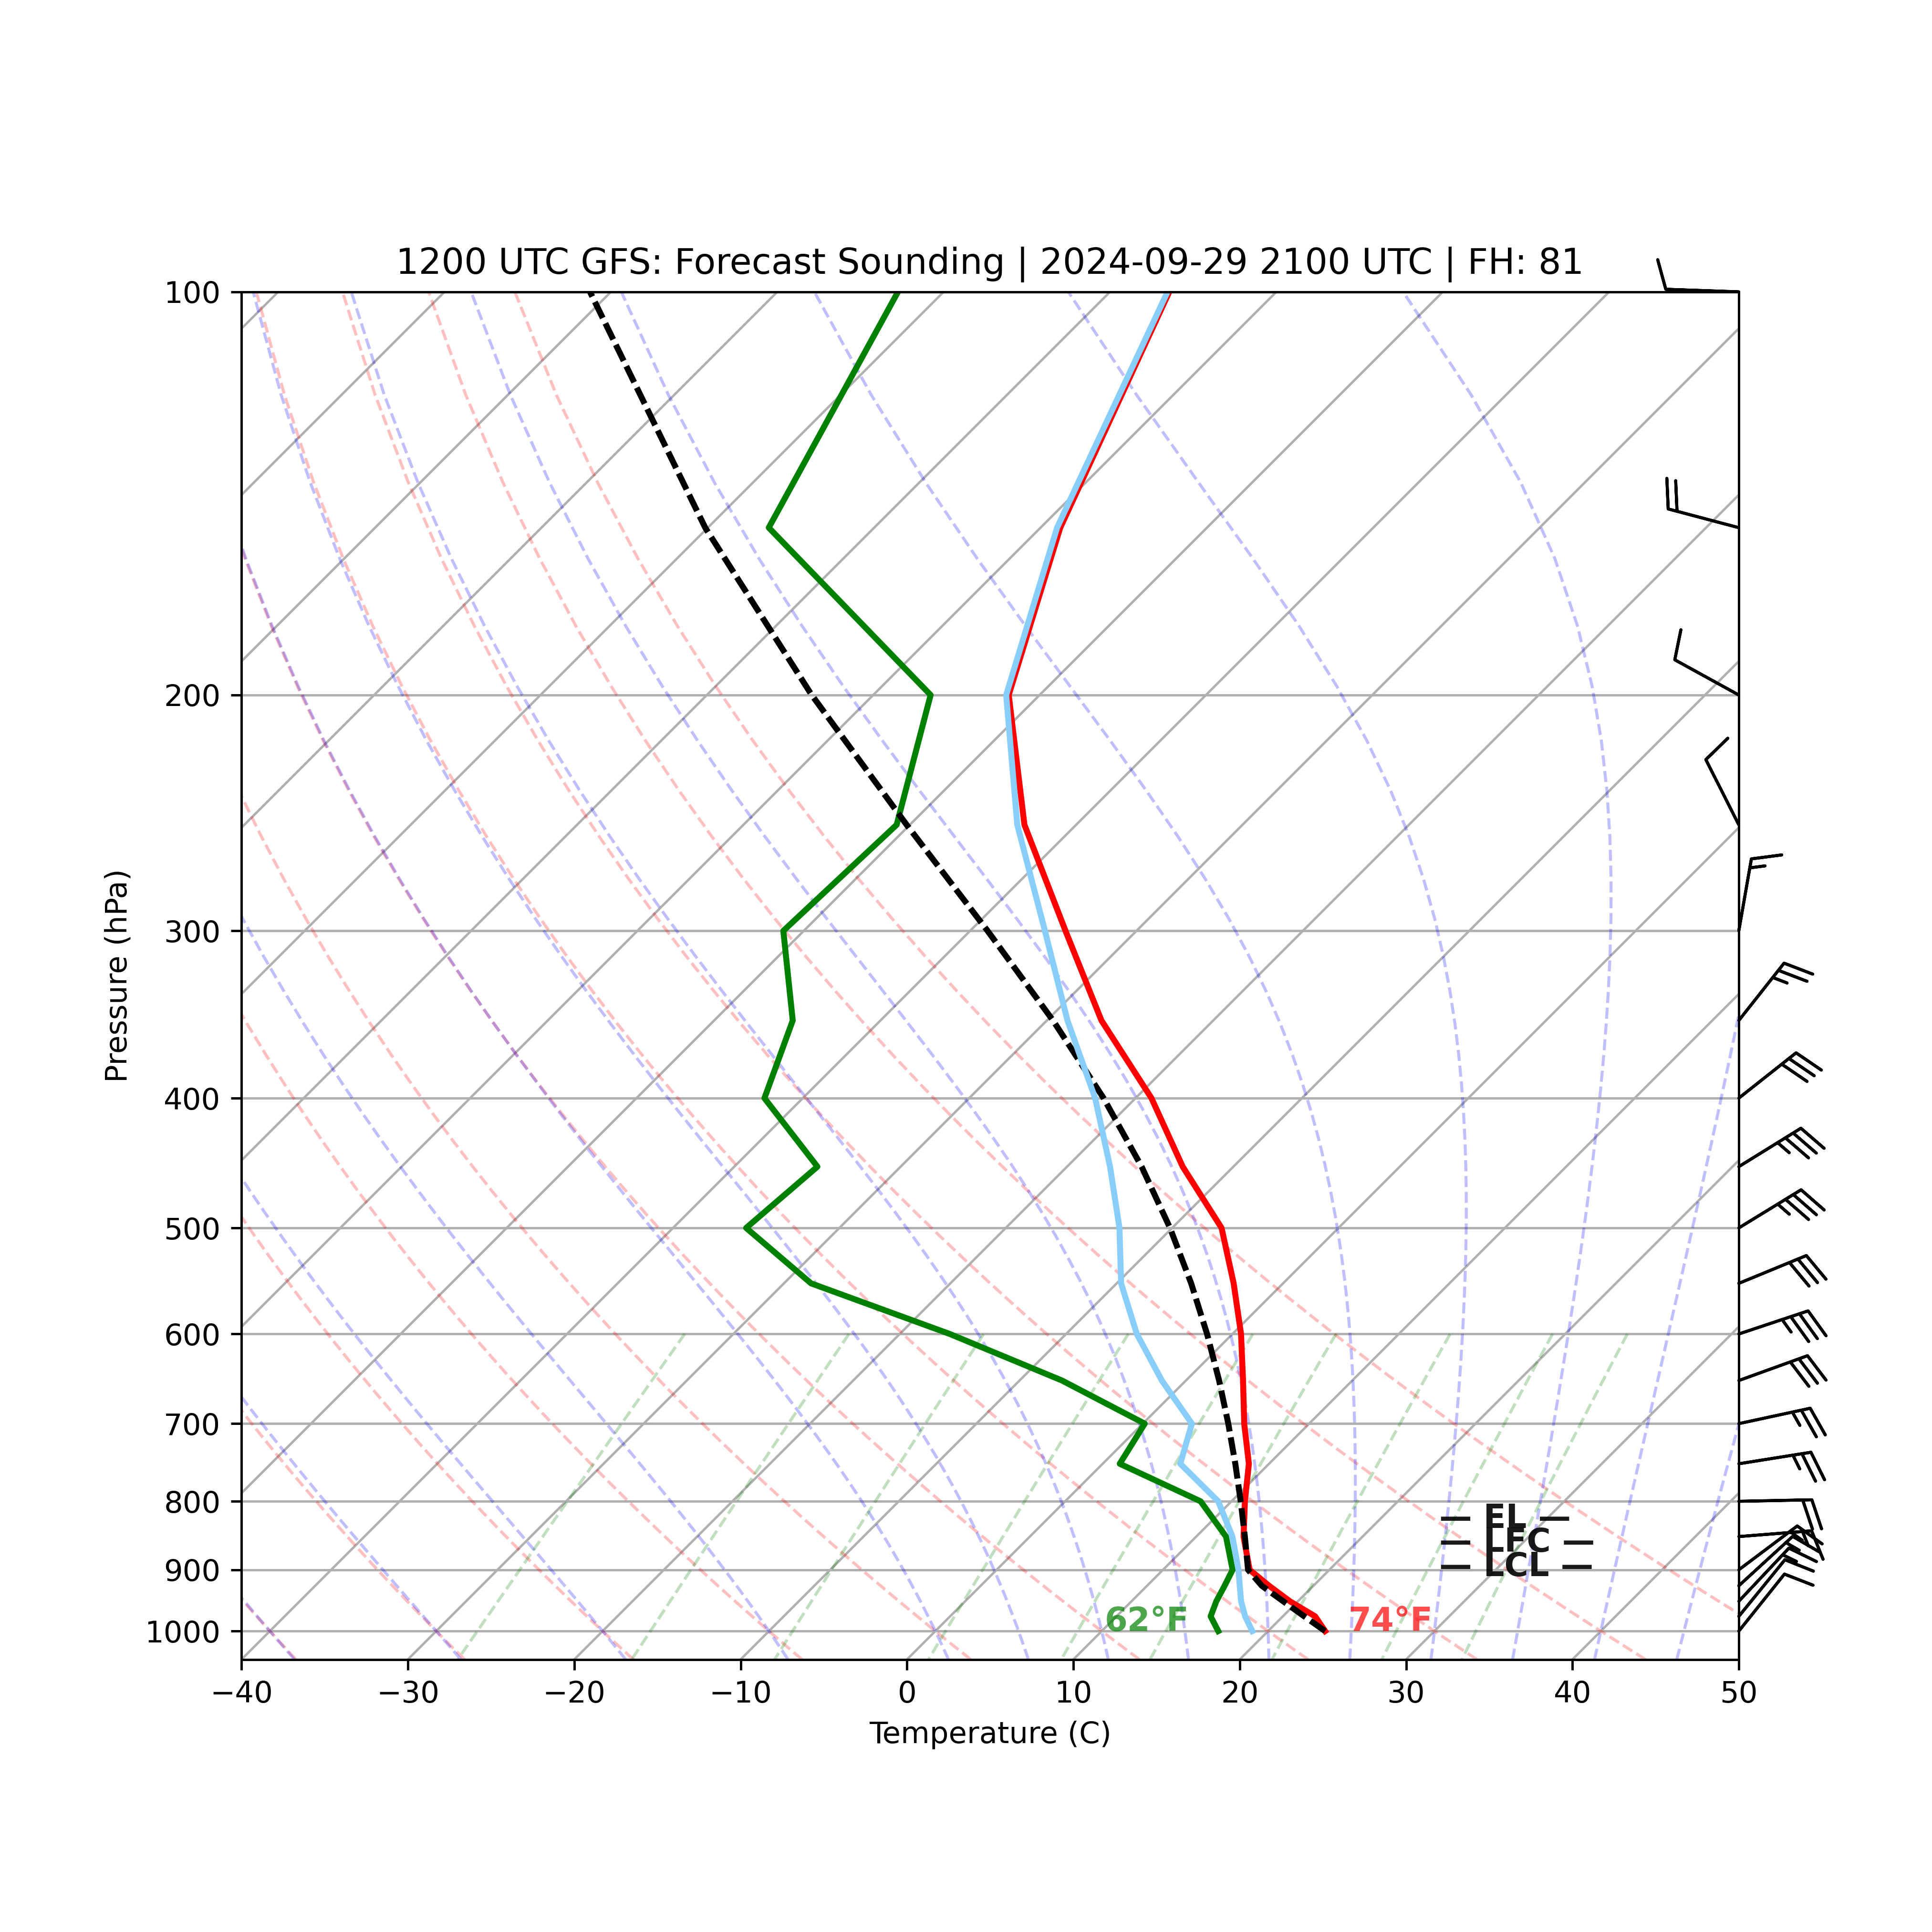 1200 UTC GFS: Forecast Sounding | 2024-09-29 2100 UTC | FH: 81
100
200
300
400
500
600
700
800
900
1000
Pressure (hPa)
— EL —
— LFC —
— LCL —
62°F
74°F
−40 −30 −20 −10 0 10 20 30 40 50
Temperature (C)